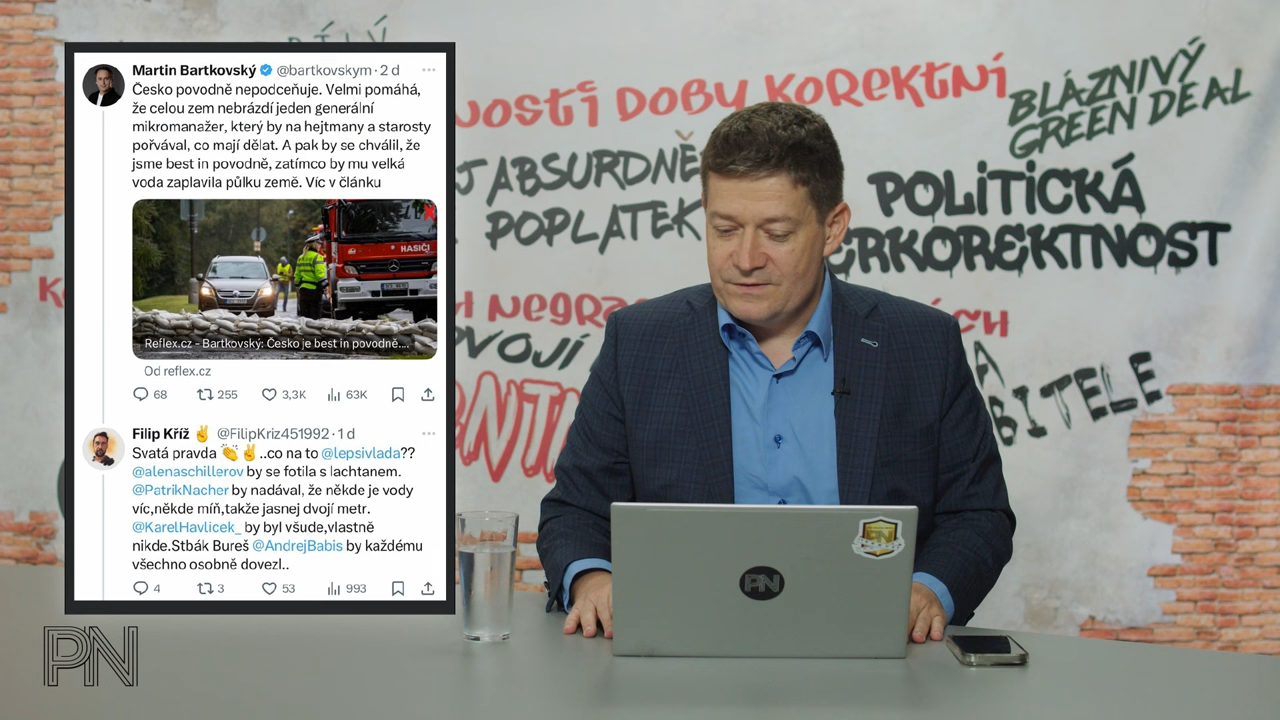 Martin Bartkovský @bartkovskym · 2 d
Česko povodně nepodceňuje. Velmi pomáhá,
že celou zem nebrázdí jeden generální
mikromanažer, který by na hejtmany a starosty
pořvával, co mají dělat. A pak by se chválil, že
jsme best in povodně, zatímco by mu velká
voda zaplavila půlku země. Víc v článku
HASIČI
Reflex.cz - Bartkovský: Česko je best in povodně....
Od reflex.cz
68 255 3,3K 63K
Filip Kříž ✌ @FilipKriz451992 · 1 d
Svatá pravda 👏✌..co na to @lepsivlada??
@alenaschillerov by se fotila s lachtanem.
@PatrikNacher by nadával, že někde je vody
víc,někde míň,takže jasnej dvojí metr.
@KarelHavlicek_ by byl všude,vlastně
nikde.Stbák Bureš @AndrejBabis by každému
všechno osobně dovezl..
4 3 53 993
PN
DOBY KOREKTNÍ
BLÁZNIVÝ
GREEN DEAL
ABSURDNĚ
POPLATEK
POLITICKÁ
PN